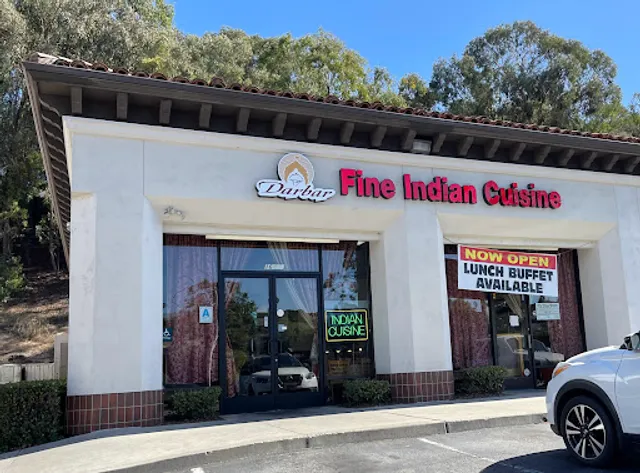 Darbar
Fine Indian Cuisine
NOW OPEN
LUNCH BUFFET
AVAILABLE
A
INDIAN
CUISINE